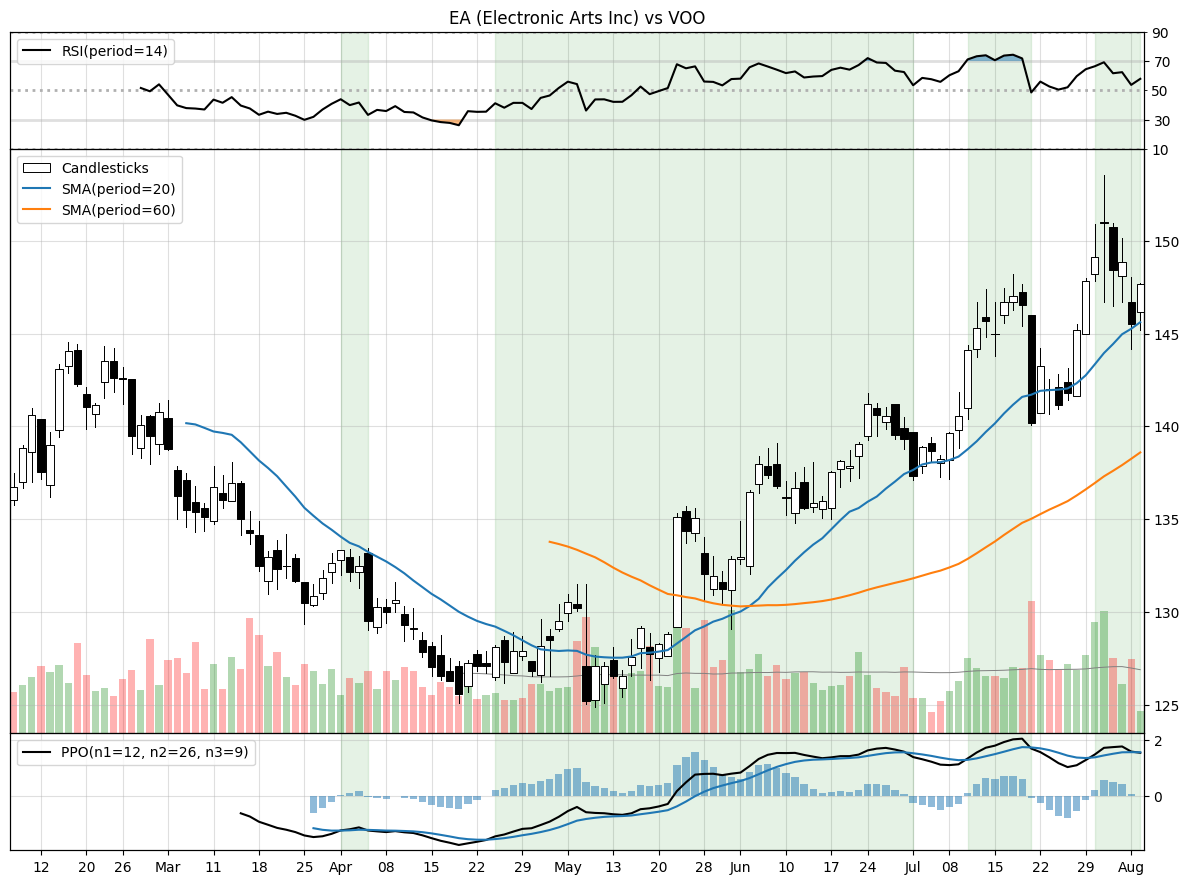 EA (Electronic Arts Inc) vs VOO
RSI(period=14)
90
70
50
30
10
Candlesticks
SMA(period=20)
SMA(period=60)
150
145
140
135
130
125
PPO(n1=12, n2=26, n3=9)
2
0
12 20 26 Mar 11 18 25 Apr 08 15 22 29 May 13 20 28 Jun 10 17 24 Jul 08 15 22 29 Aug